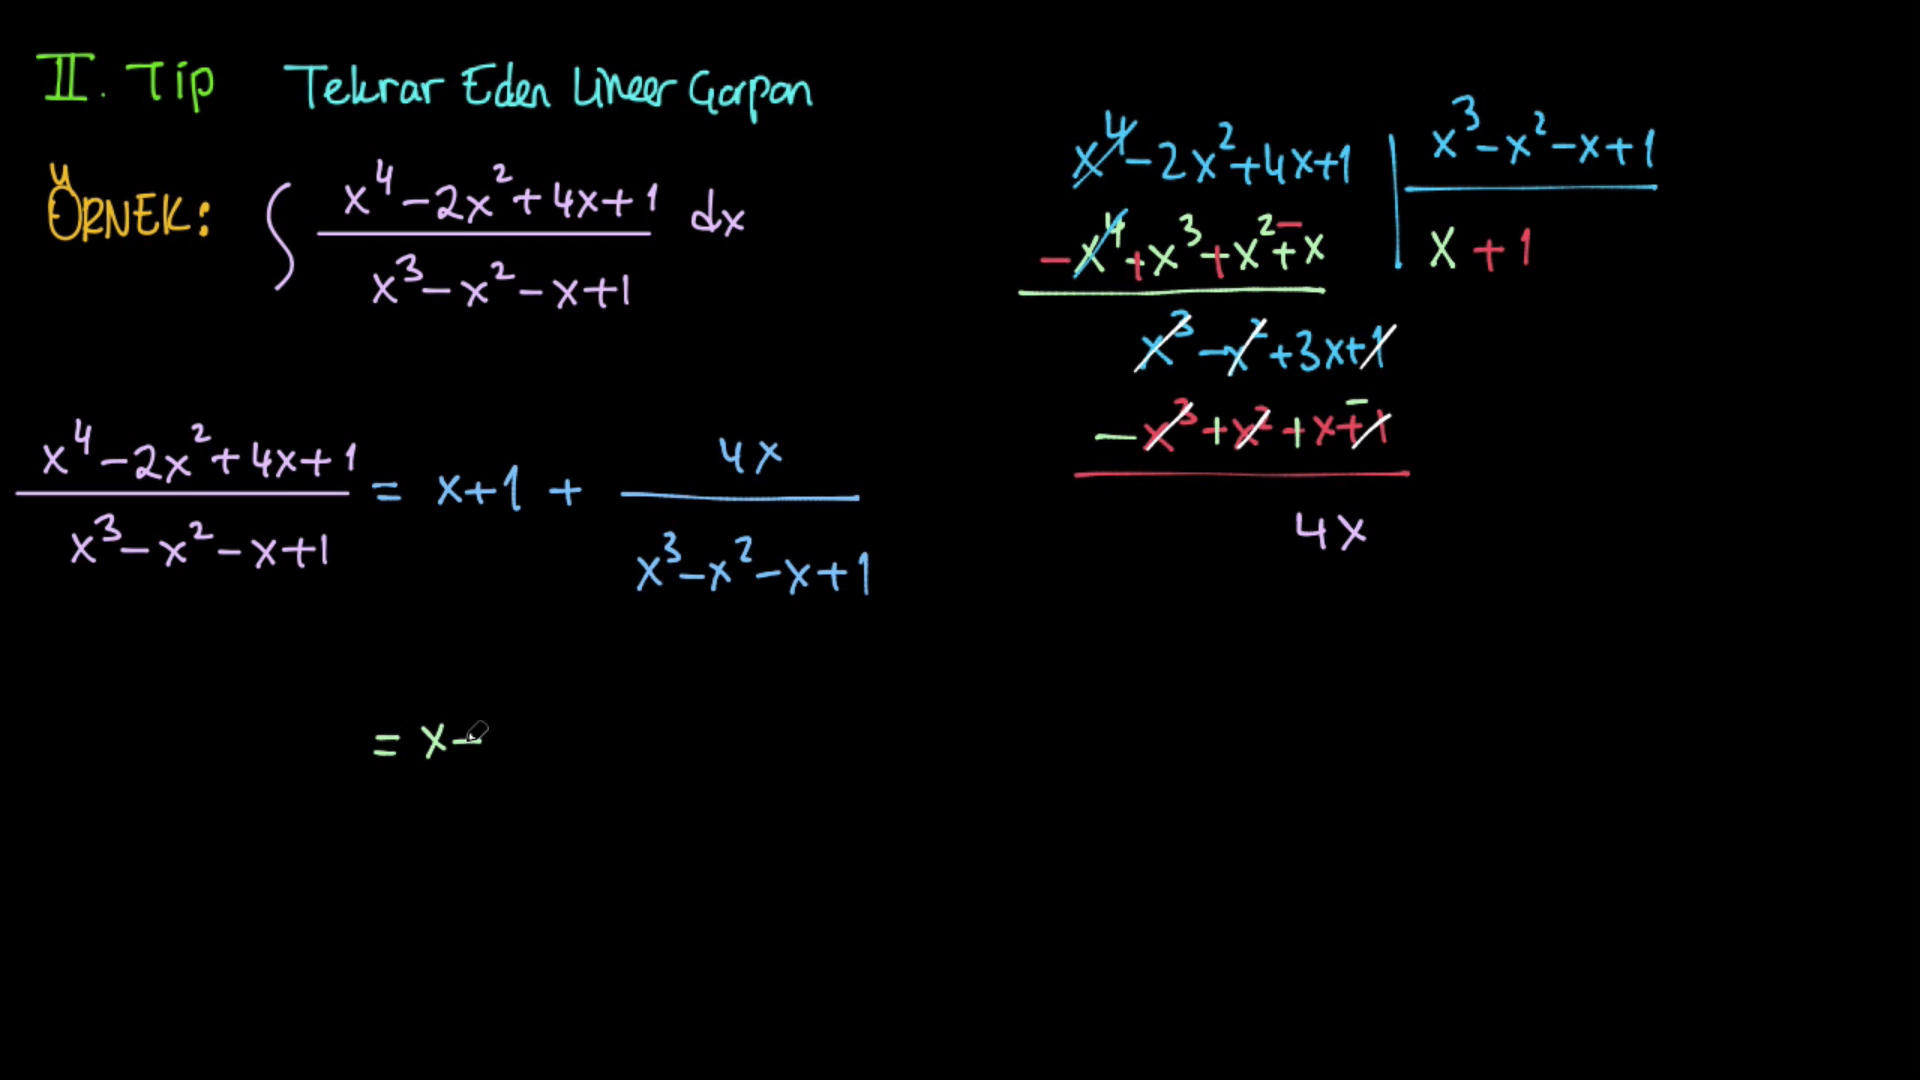 II. Tip Tekrar Eden Lineer Çarpan
ÖRNEK: ∫ (x⁴-2x²+4x+1)/(x³-x²-x+1) dx
(x⁴-2x²+4x+1)/(x³-x²-x+1) = x+1 + 4x/(x³-x²-x+1)
= x-
x⁴-2x²+4x+1 | x³-x²-x+1
-x⁴+x³+x²-x | x+1
x³-x²+3x+1
-x³+x²+x-1
4x